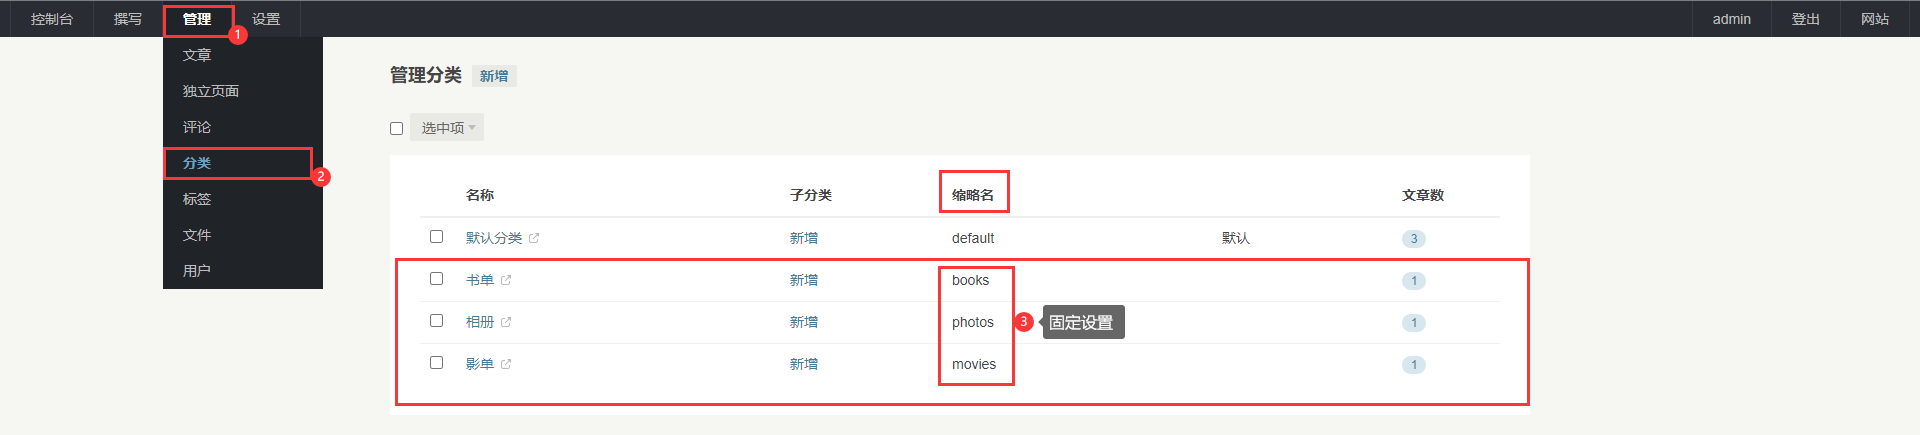 控制台 撰写 管理 设置 admin 登出 网站
1
文章
独立页面
评论
分类
2
标签
文件
用户
管理分类 新增
选中项
名称 子分类 缩略名 文章数
默认分类 新增 default 默认 3
书单 新增 books 1
相册 新增 photos 3 固定设置 1
影单 新增 movies 1